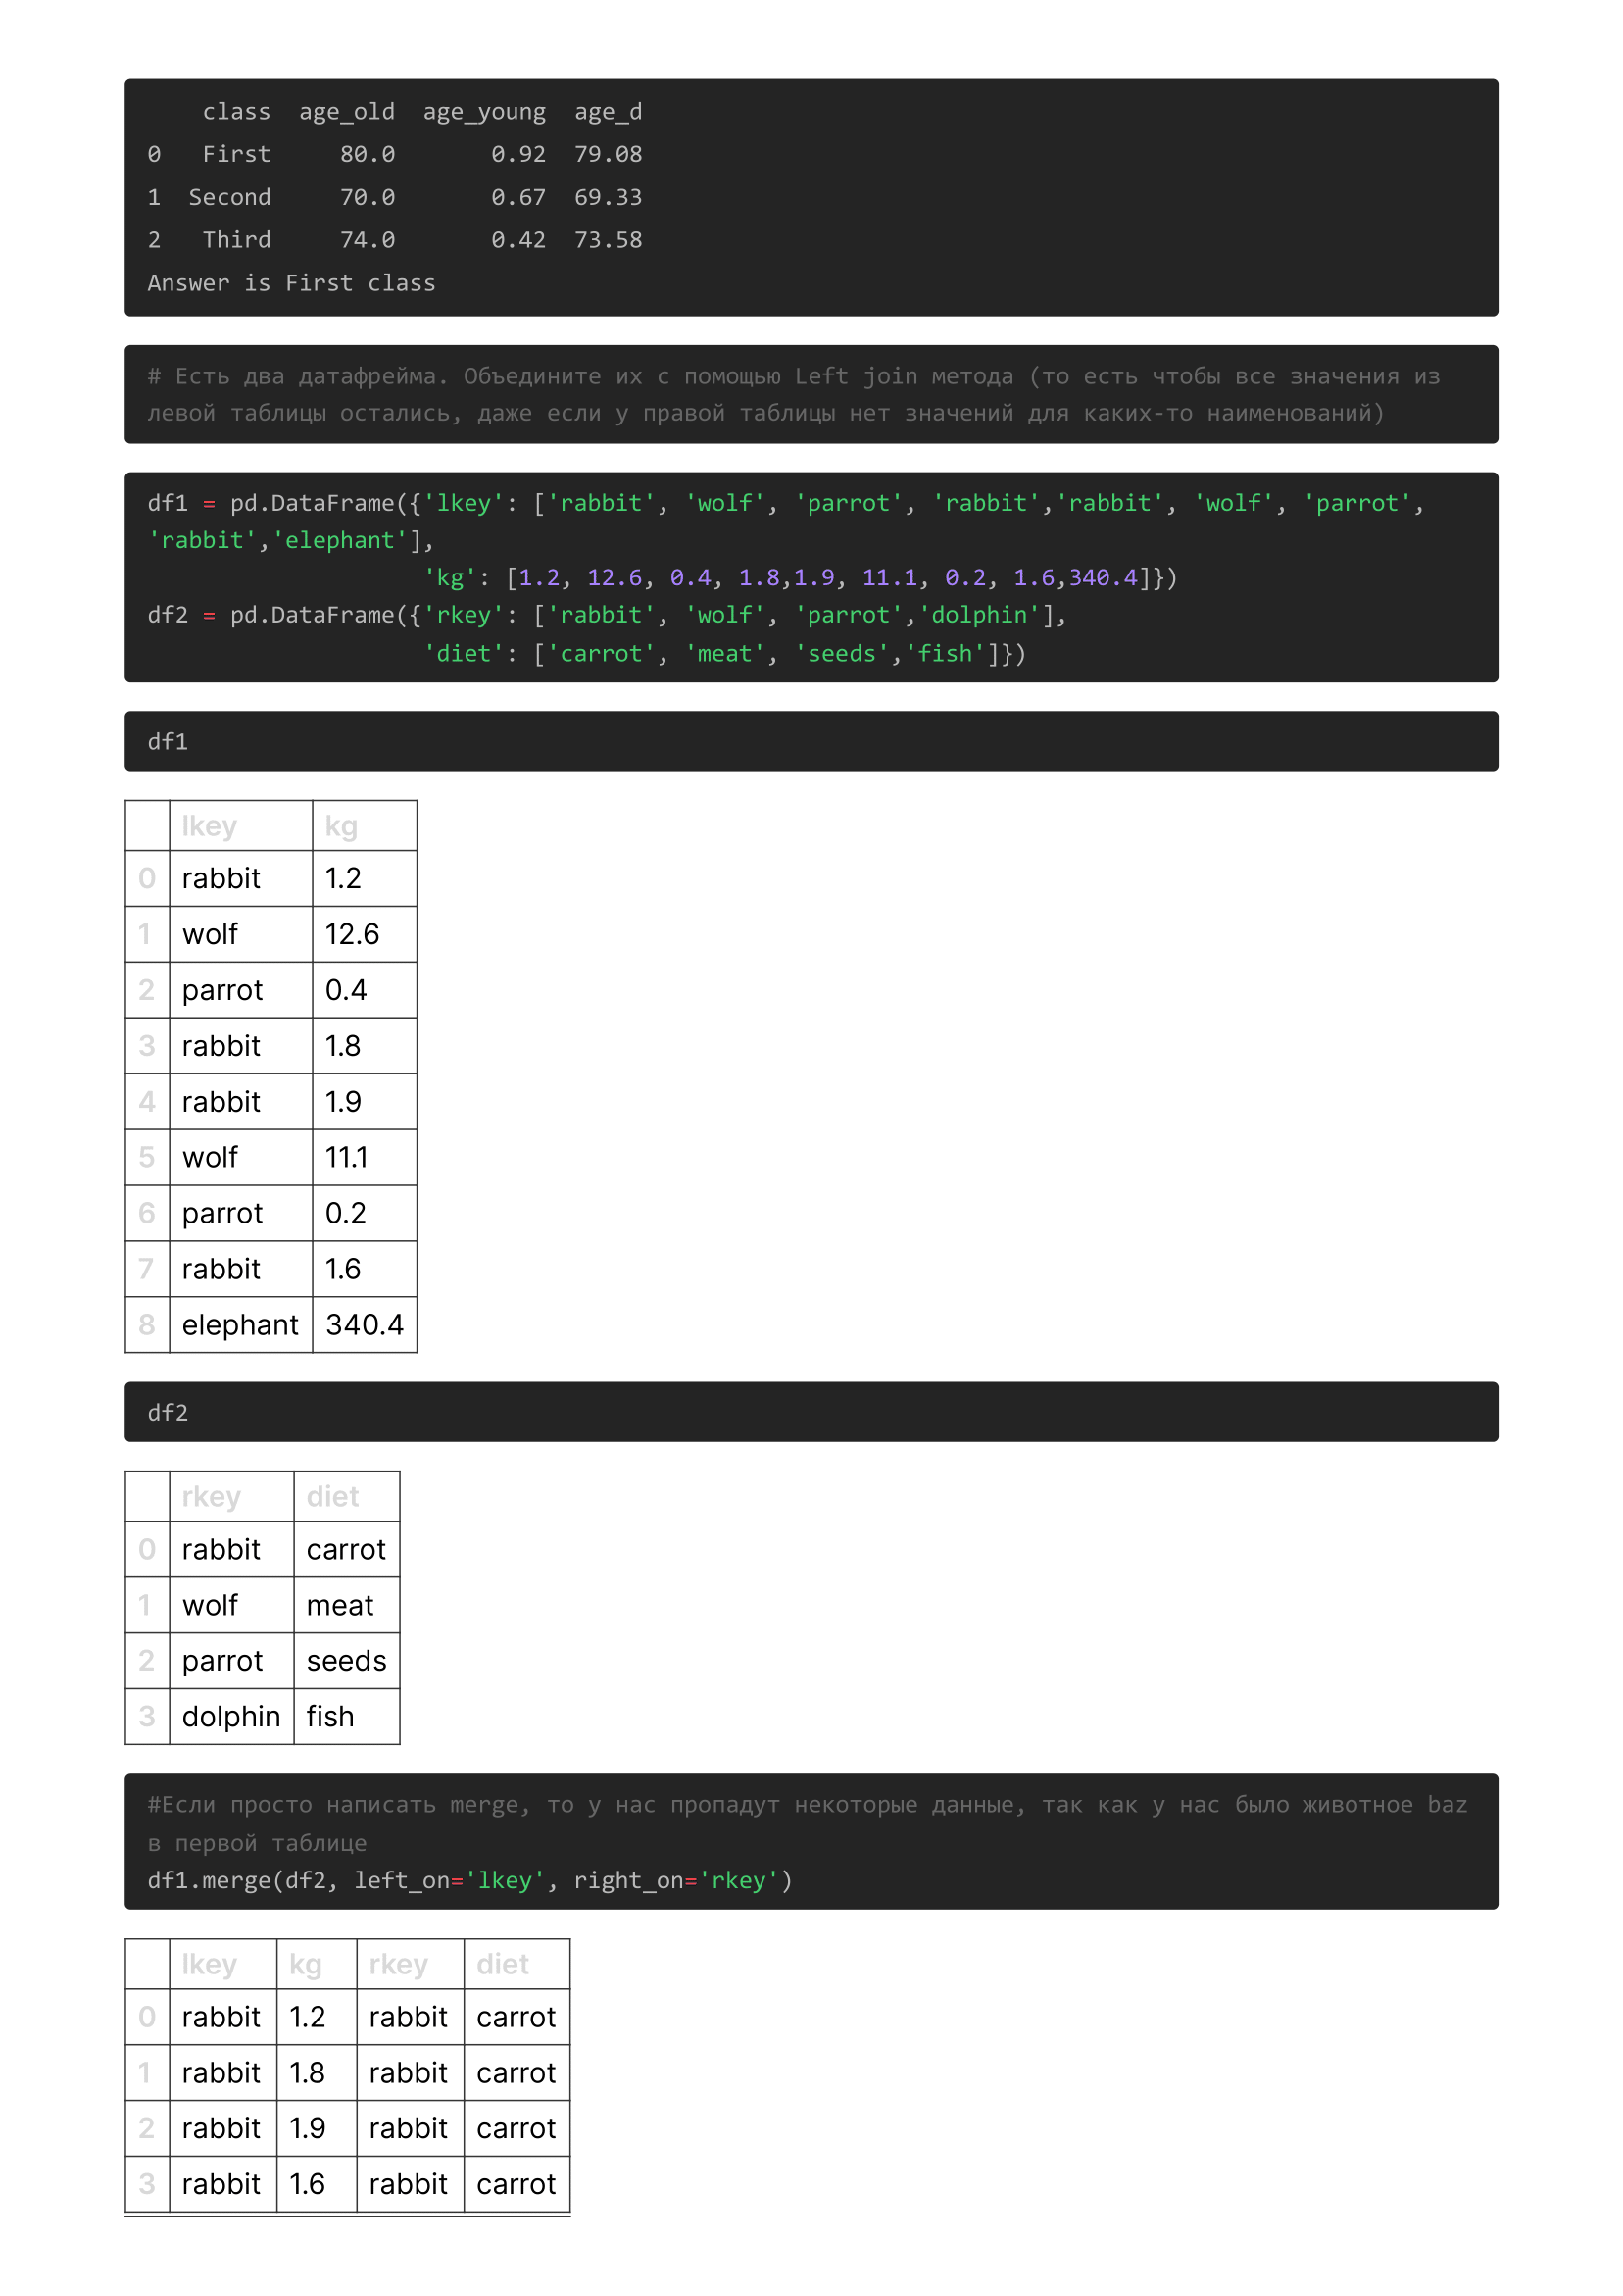 class age_old age_young age_d
0 First 80.0 0.92 79.08
1 Second 70.0 0.67 69.33
2 Third 74.0 0.42 73.58
Answer is First class
# Есть два датафрейма. Объедините их с помощью Left join метода (то есть чтобы все значения из
левой таблицы остались, даже если у правой таблицы нет значений для каких-то наименований)
df1 = pd.DataFrame({'lkey': ['rabbit', 'wolf', 'parrot', 'rabbit','rabbit', 'wolf', 'parrot',
'rabbit','elephant'],
'kg': [1.2, 12.6, 0.4, 1.8,1.9, 11.1, 0.2, 1.6,340.4]})
df2 = pd.DataFrame({'rkey': ['rabbit', 'wolf', 'parrot','dolphin'],
'diet': ['carrot', 'meat', 'seeds','fish']})
df1
lkey kg
0 rabbit 1.2
1 wolf 12.6
2 parrot 0.4
3 rabbit 1.8
4 rabbit 1.9
5 wolf 11.1
6 parrot 0.2
7 rabbit 1.6
8 elephant 340.4
df2
rkey diet
0 rabbit carrot
1 wolf meat
2 parrot seeds
3 dolphin fish
#Если просто написать merge, то у нас пропадут некоторые данные, так как у нас было животное baz
в первой таблице
df1.merge(df2, left_on='lkey', right_on='rkey')
lkey kg rkey diet
0 rabbit 1.2 rabbit carrot
1 rabbit 1.8 rabbit carrot
2 rabbit 1.9 rabbit carrot
3 rabbit 1.6 rabbit carrot